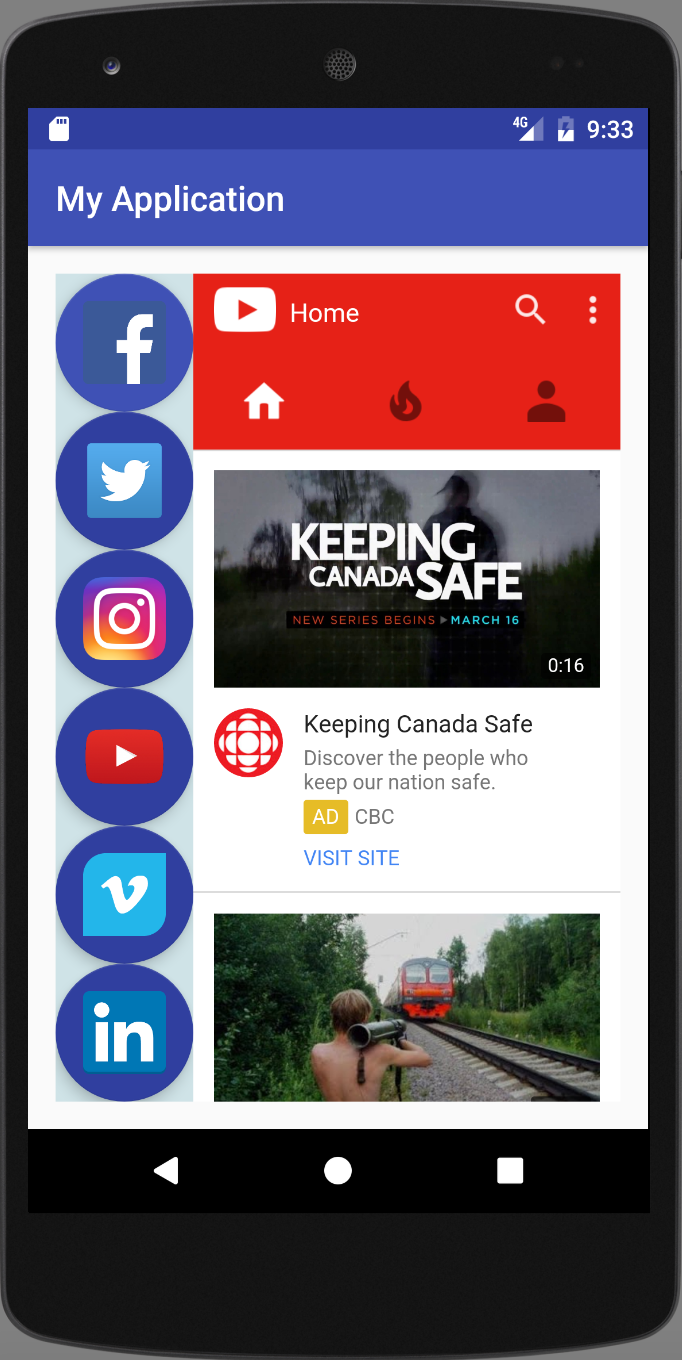 4G 9:33
My Application
Home
KEEPING
CANADA SAFE
NEW SERIES BEGINS MARCH 16
0:16
Keeping Canada Safe
Discover the people who
keep our nation safe.
AD CBC
VISIT SITE
f
in